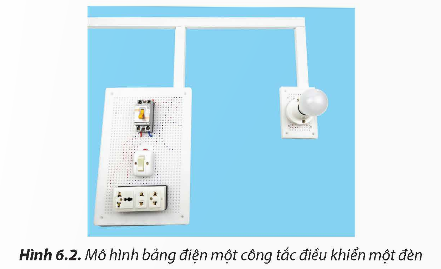 Hình 6.2. Mô hình bảng điện một công tắc điều khiển một đèn